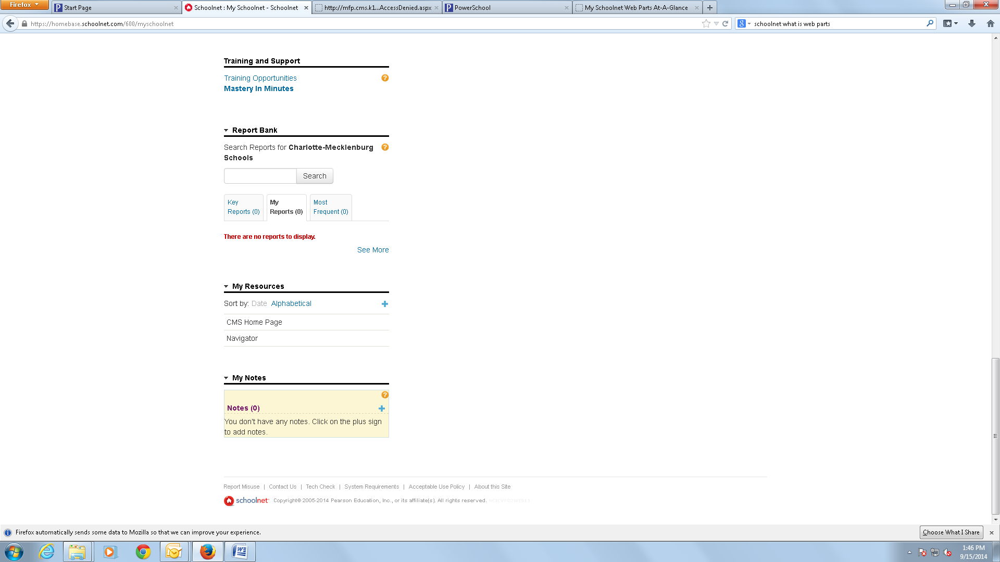 Firefox
Start Page
Schoolnet : My Schoolnet - Schoolnet
http://mfp.cms.k1...AccessDenied.aspx
PowerSchool
My Schoolnet Web Parts At-A-Glance
https://homebase.schoolnet.com/600/myschoolnet
schoolnet what is web parts
Training and Support
Training Opportunities
Mastery In Minutes
Report Bank
Search Reports for Charlotte-Mecklenburg
Schools
Search
Key
Reports (0)
My
Reports (0)
Most
Frequent (0)
There are no reports to display.
See More
My Resources
Sort by: Date Alphabetical
CMS Home Page
Navigator
My Notes
Notes (0)
You don't have any notes. Click on the plus sign
to add notes.
Report Misuse | Contact Us | Tech Check | System Requirements | Acceptable Use Policy | About this Site
schoolnet Copyright© 2005-2014 Pearson Education, Inc., or its affiliate(s). All rights reserved.
Firefox automatically sends some data to Mozilla so that we can improve your experience.
Choose What I Share
1:46 PM
9/15/2014